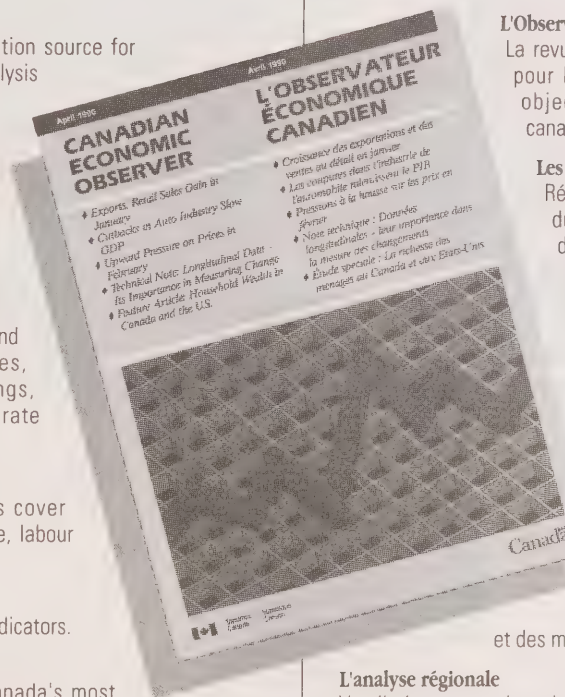 tion source for
lysis
nd
es,
ngs,
rate
s cover
e, labour
dicators.
anada's most
April 1990
CANADIAN
ECONOMIC
OBSERVER
♦ Exports, Retail Sales Gain in
January
♦ Cutbacks in Auto Industry Slow
GDP
♦ Upward Pressure on Prices in
February
♦ Technical Note: Longitudinal Data -
Its Importance in Measuring Change
♦ Feature Article: Household Wealth in
Canada and the U.S.
Avril 1990
L'OBSERVATEUR
ÉCONOMIQUE
CANADIEN
♦ Croissance des exportations et des
ventes au détail en janvier
♦ Les coupures dans l'industrie de
l'automobile ralentissent le PIB
♦ Pressions à la hausse sur les prix en
février
♦ Note technique : Données
longitudinales - leur importance dans
la mesure des changements
♦ Étude spéciale : La richesse des
ménages au Canada et aux États-Unis
Statistics Canada
Statistique Canada
Canada
L'Observ
La revu
pour l
objec
cana
Les
Ré
du
d
et des m
L'analyse régionale